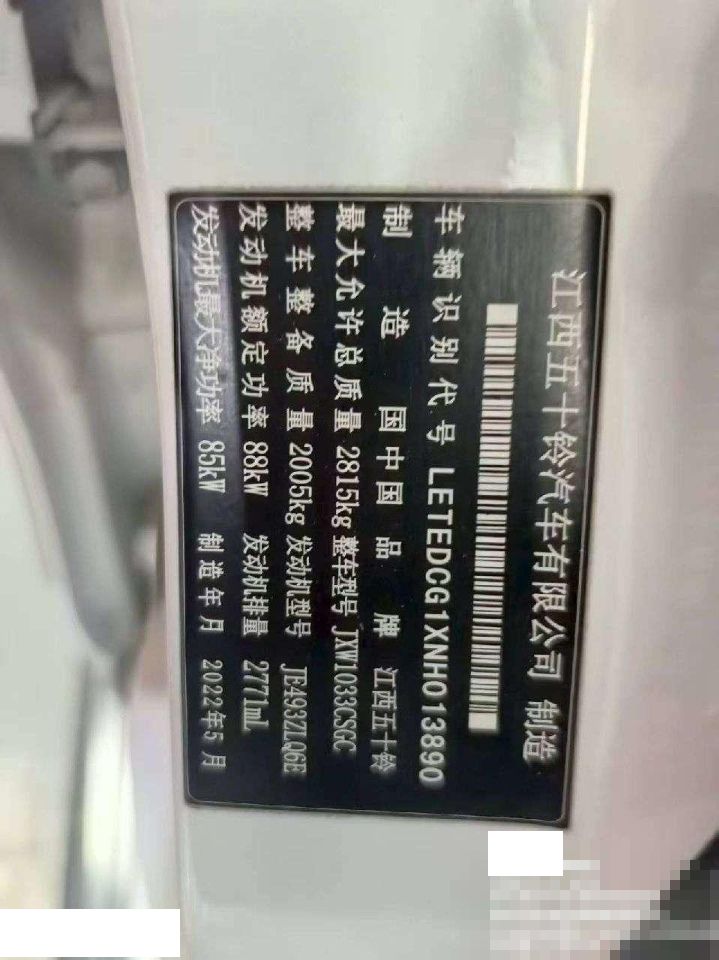 江西五十铃汽车有限公司 制造
车辆识别代号 LETEDCG1XNH013890
制造国 中国 品牌 江西五十铃
最大允许总质量 2815kg 整车型号 JXW1033CSGC
整车整备质量 2005kg 发动机型号 JE493ZLQ6E
发动机额定功率 88kW 发动机排量 2771mL
发动机最大净功率 85kW 制造年月 2022年5月